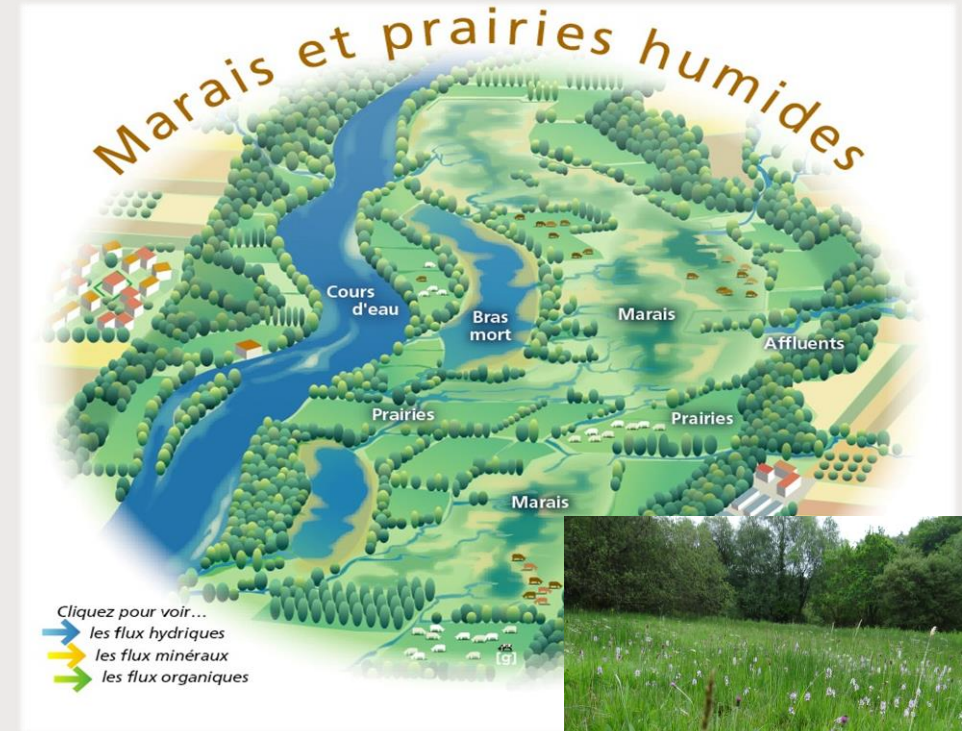 Marais et prairies humides
Cours
d'eau
Bras
mort
Marais
Affluents
Prairies
Prairies
Marais
Cliquez pour voir...
les flux hydriques
les flux minéraux
les flux organiques
[g]